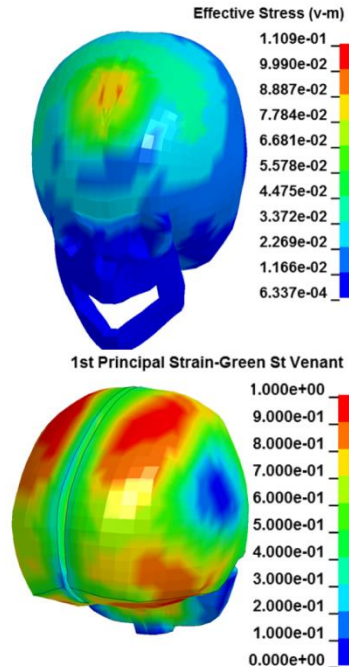 Effective Stress (v-m)
1.109e-01
9.990e-02
8.887e-02
7.784e-02
6.681e-02
5.578e-02
4.475e-02
3.372e-02
2.269e-02
1.166e-02
6.337e-04
1st Principal Strain-Green St Venant
1.000e+00
9.000e-01
8.000e-01
7.000e-01
6.000e-01
5.000e-01
4.000e-01
3.000e-01
2.000e-01
1.000e-01
0.000e+00